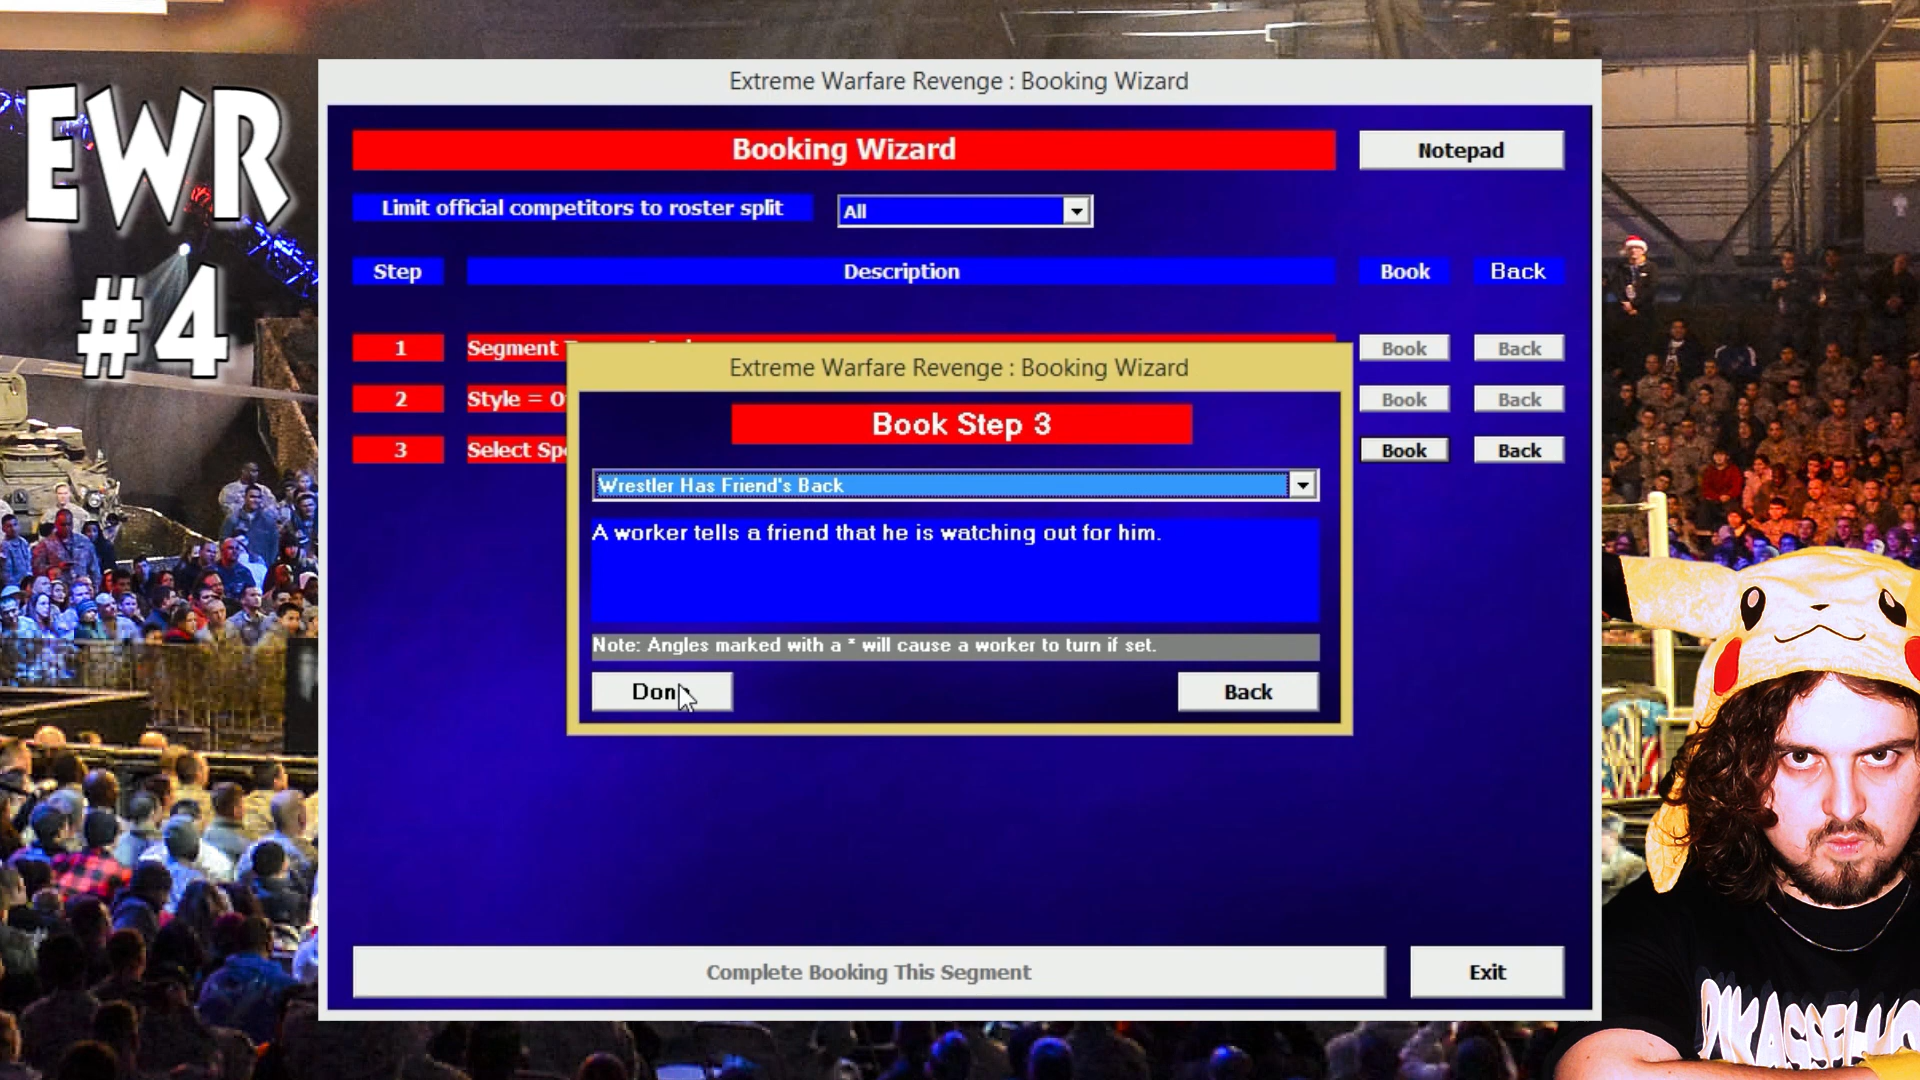 EWR
#4
Extreme Warfare Revenge : Booking Wizard
Booking Wizard
Notepad
Limit official competitors to roster split
All
Step
Description
Book
Back
1
Segment
Book
Back
2
Style =
Book
Back
3
Select
Book
Back
Extreme Warfare Revenge : Booking Wizard
Book Step 3
Wrestler Has Friend's Back
A worker tells a friend that he is watching out for him.
Note: Angles marked with a * will cause a worker to turn if set.
Back
Complete Booking This Segment
Exit